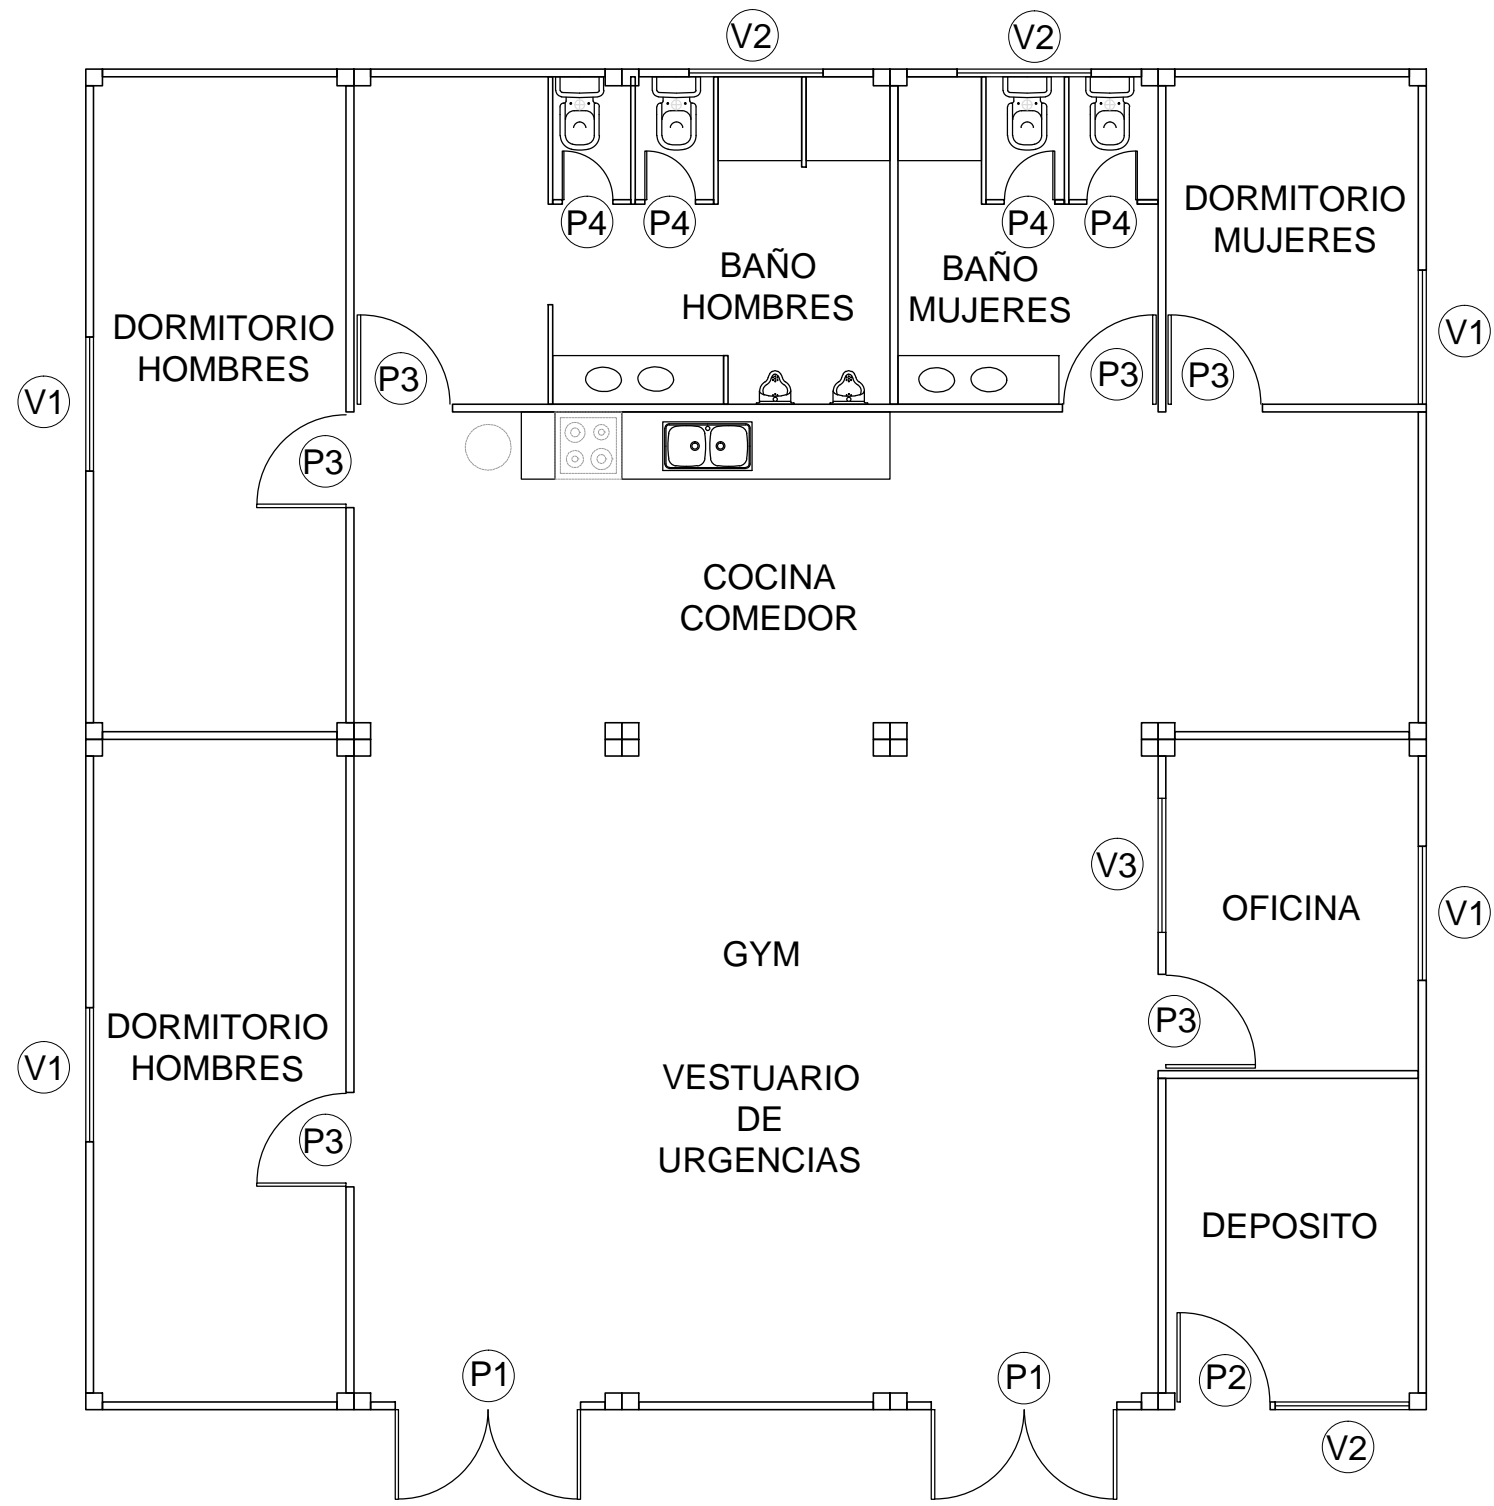 V2
V2
P4
P4
P4
P4
DORMITORIO
MUJERES
BAÑO
HOMBRES
BAÑO
MUJERES
DORMITORIO
HOMBRES
V1
V1
P3
P3
P3
P3
COCINA
COMEDOR
V3
OFICINA
V1
GYM
P3
DORMITORIO
HOMBRES
V1
VESTUARIO
DE
URGENCIAS
P3
DEPOSITO
P1
P1
P2
V2